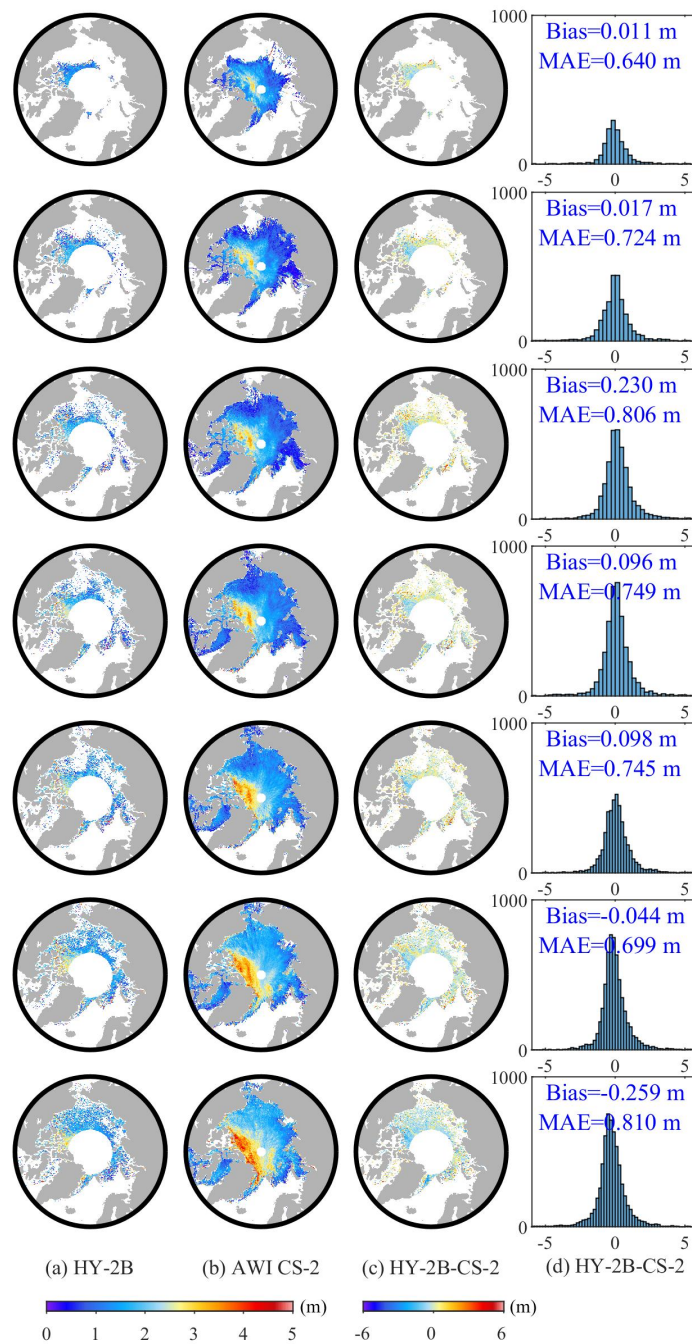 1000
Bias=0.011 m
MAE=0.640 m
0
-5 0 5
1000
Bias=0.017 m
MAE=0.724 m
0
-5 0 5
1000
Bias=0.230 m
MAE=0.806 m
0
-5 0 5
1000
Bias=0.096 m
MAE=0.749 m
0
-5 0 5
1000
Bias=0.098 m
MAE=0.745 m
0
-5 0 5
1000
Bias=-0.044 m
MAE=0.699 m
0
-5 0 5
1000
Bias=-0.259 m
MAE=0.810 m
0
-5 0 5
(a) HY-2B (b) AWI CS-2 (c) HY-2B-CS-2 (d) HY-2B-CS-2
(m) (m)
0 1 2 3 4 5 -6 0 6